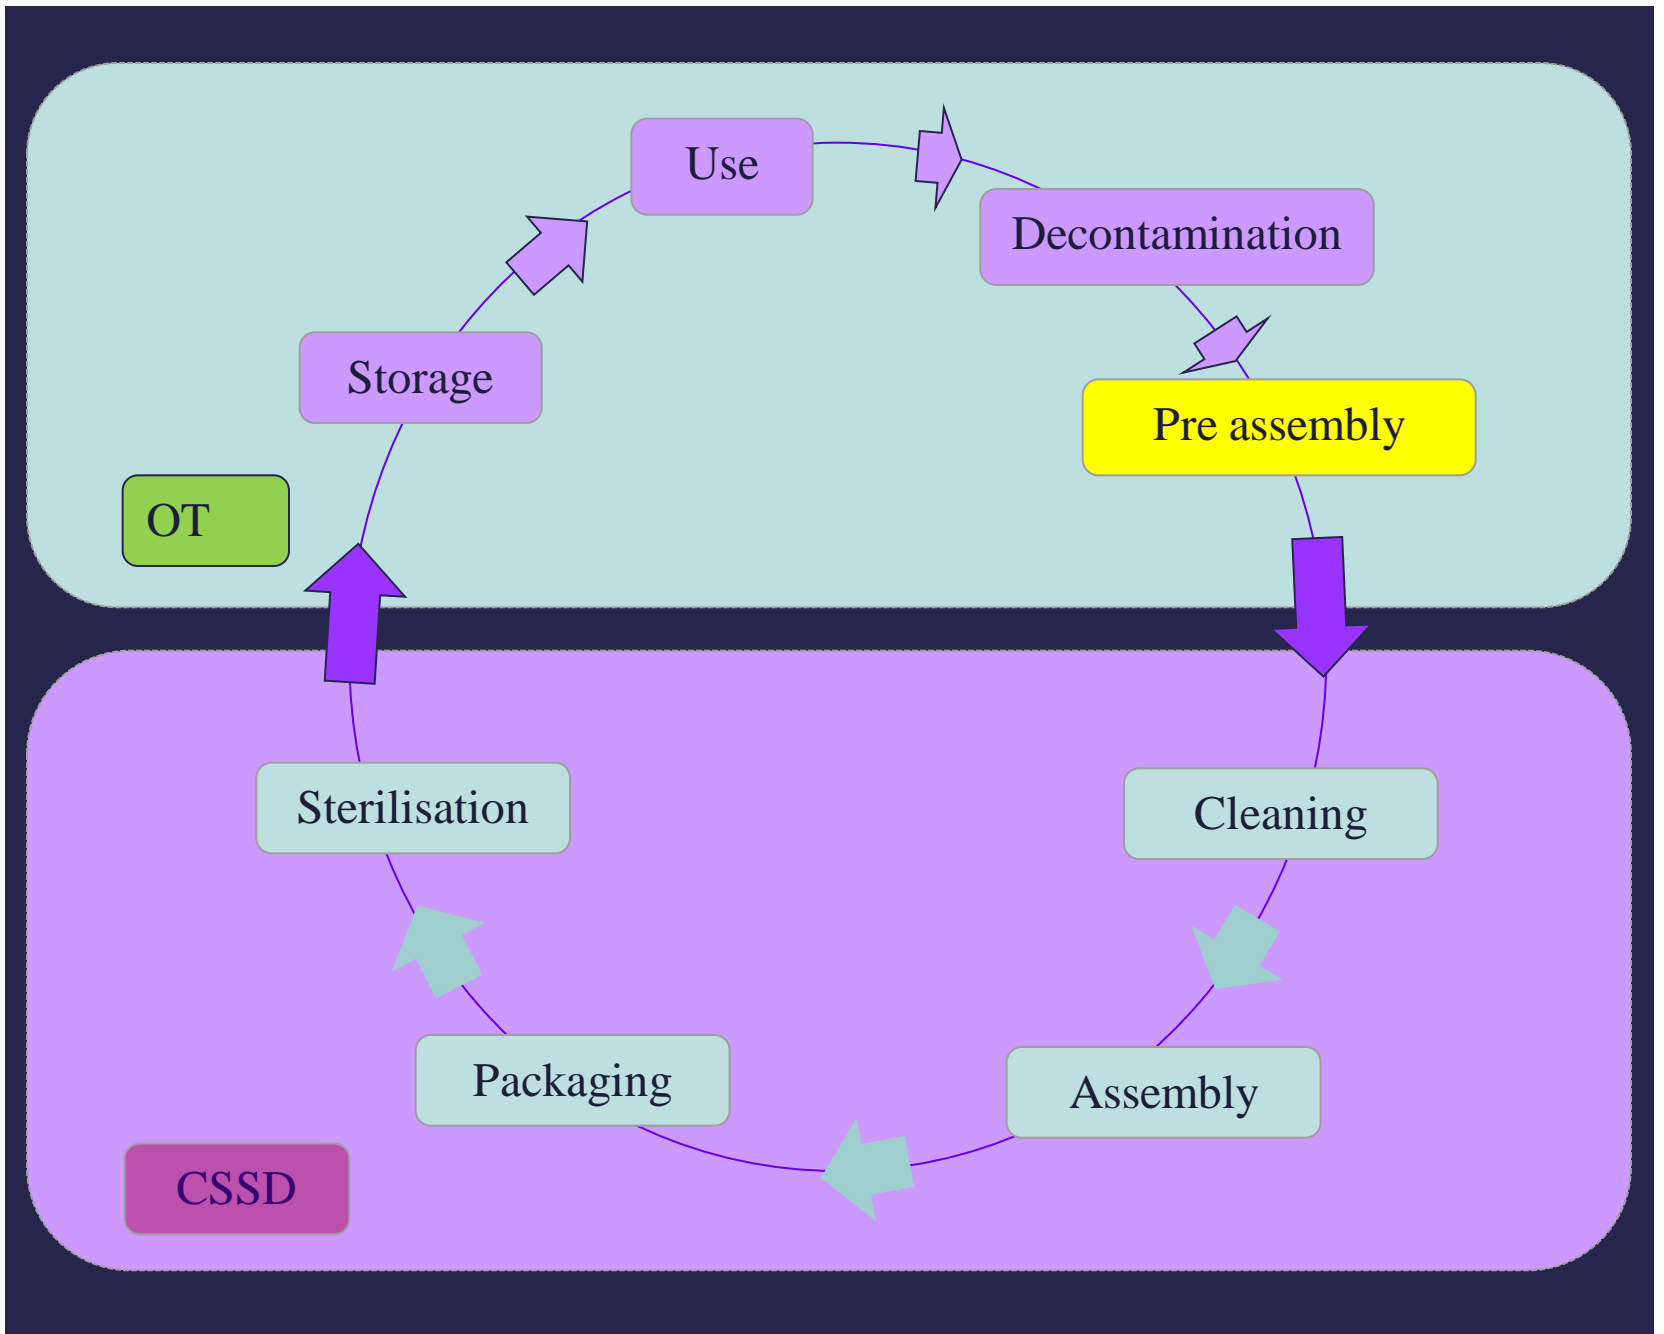 Use
Decontamination
Storage
Pre assembly
OT
Sterilisation
Cleaning
Packaging
Assembly
CSSD